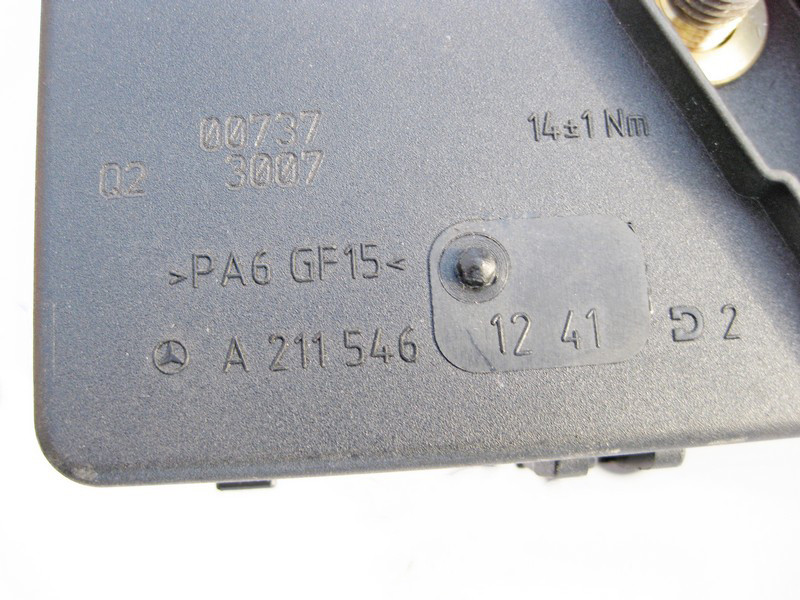 00737
14±1 Nm
Q2 3007
>PA6 GF15<
A 211 546 12 41 D 2